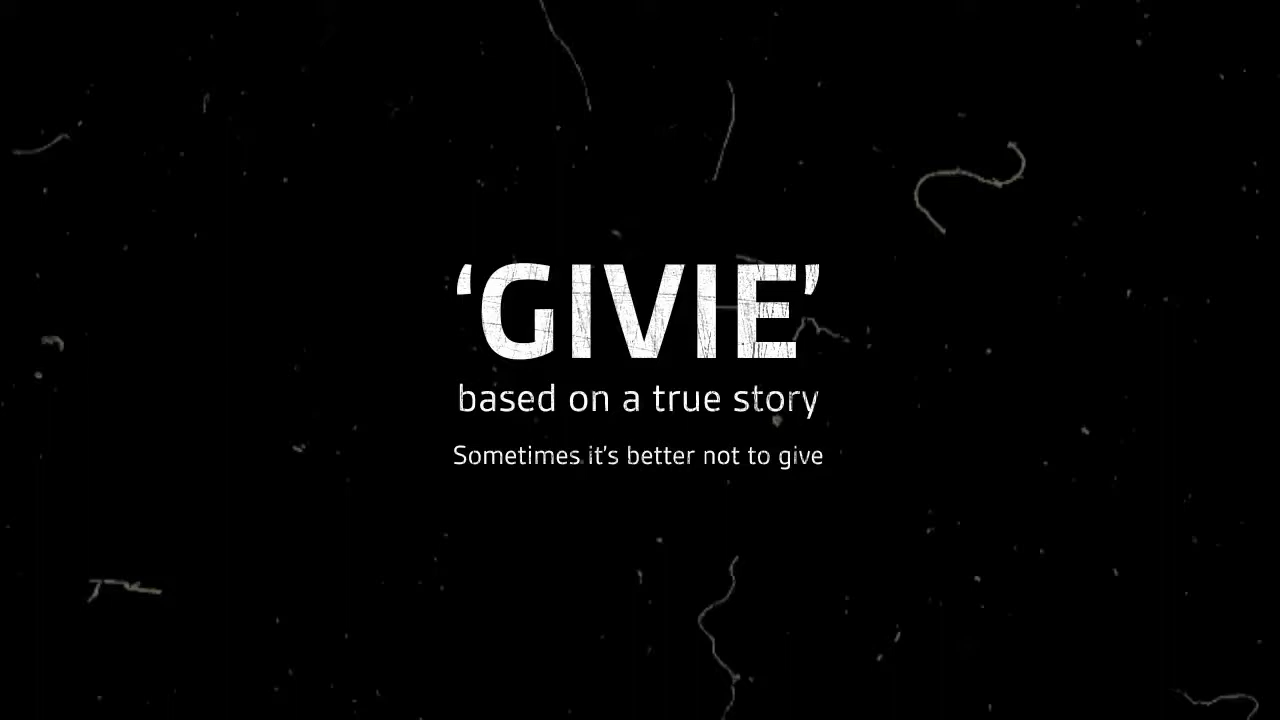 ‘GIVIE’
based on a true story
Sometimes it's better not to give